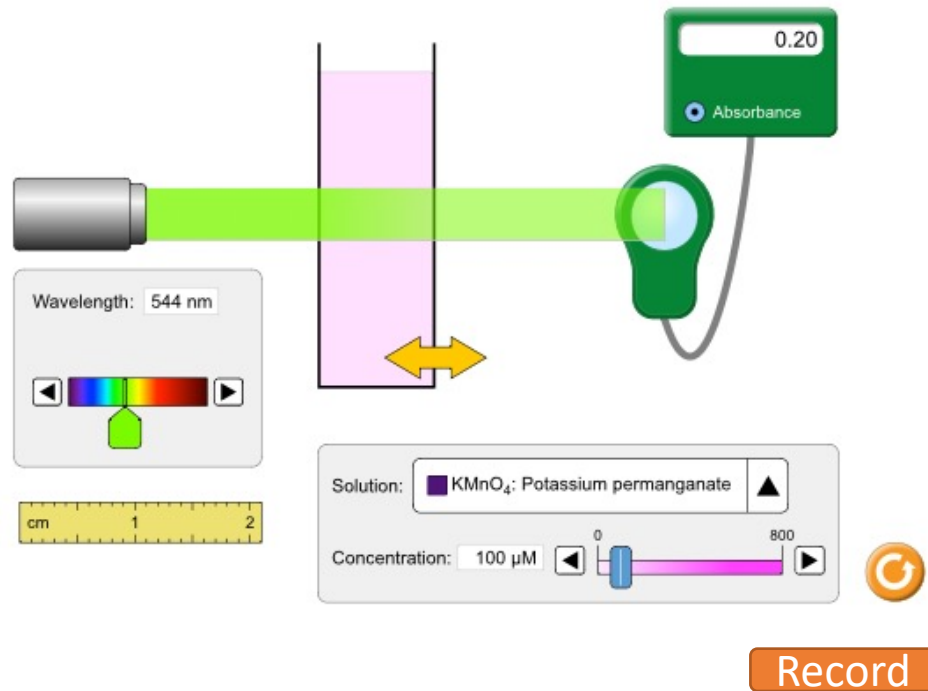 0.20
Absorbance
Wavelength: 544 nm
Solution: KMnO₄: Potassium permanganate
cm 1 2
0 800
Concentration: 100 µM
Record